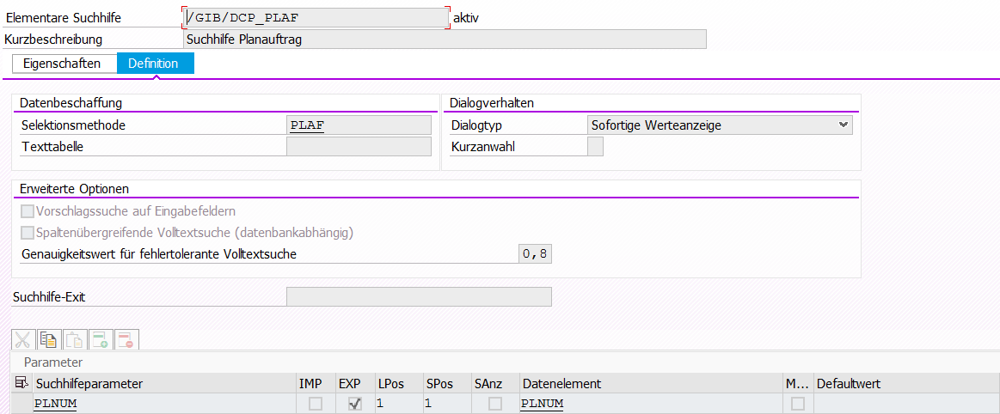 Elementare Suchhilfe /GIB/DCP_PLAF aktiv
Kurzbeschreibung Suchhilfe Planauftrag
Eigenschaften Definition
Datenbeschaffung Dialogverhalten
Selektionsmethode PLAF Dialogtyp Sofortige Werteanzeige
Texttabelle Kurzanwahl
Erweiterte Optionen
Vorschlagssuche auf Eingabefeldern
Spaltenübergreifende Volltextsuche (datenbankabhängig)
Genauigkeitswert für fehlertolerante Volltextsuche 0,8
Suchhilfe-Exit
Parameter
Suchhilfeparameter IMP EXP LPos SPos SAnz Datenelement M... Defaultwert
PLNUM 1 1 PLNUM